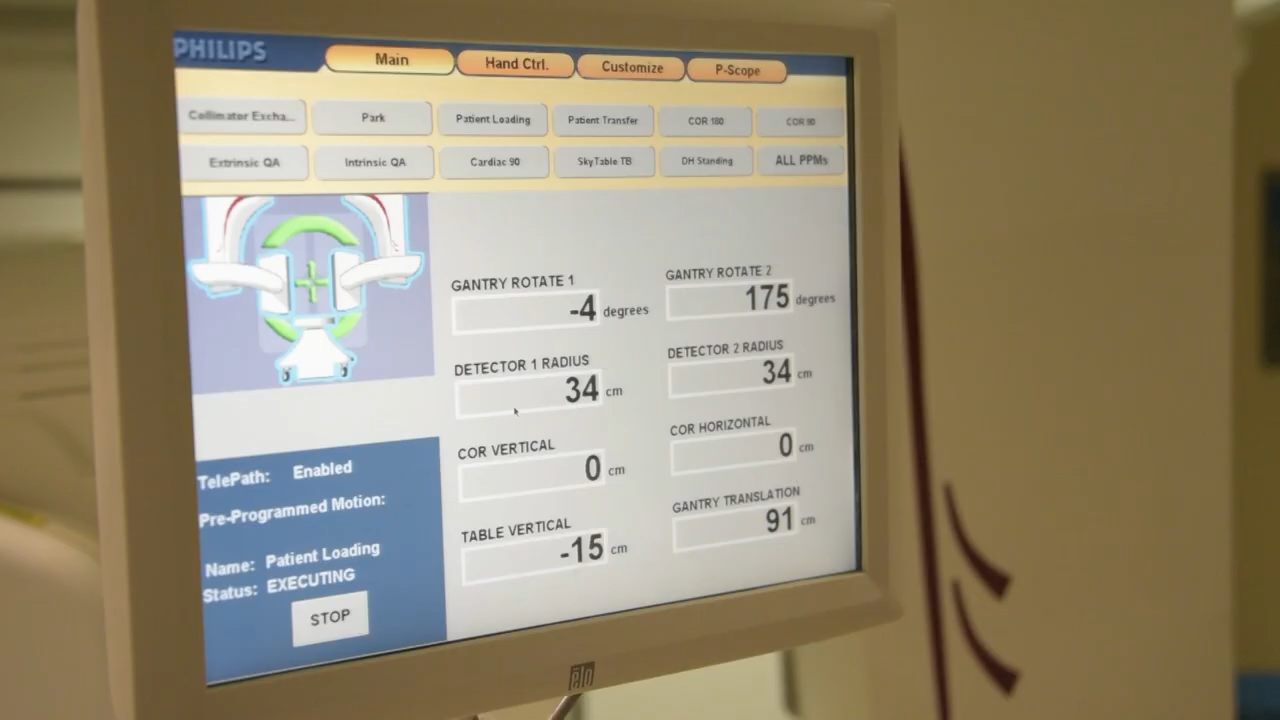 PHILIPS
Main
Hand Ctrl.
Customize
P-Scope
Collimator Excha...
Park
Patient Loading
Patient Transfer
COR 180
COR 90
Extrinsic QA
Intrinsic QA
Cardiac 90
SkyTable TB
DH Standing
ALL PPMs
GANTRY ROTATE 1
-4 degrees
GANTRY ROTATE 2
175 degrees
DETECTOR 1 RADIUS
34 cm
DETECTOR 2 RADIUS
34 cm
COR VERTICAL
0 cm
COR HORIZONTAL
0 cm
TABLE VERTICAL
-15 cm
GANTRY TRANSLATION
91 cm
TelePath: Enabled
Pre-Programmed Motion:
Name: Patient Loading
Status: EXECUTING
STOP
elo